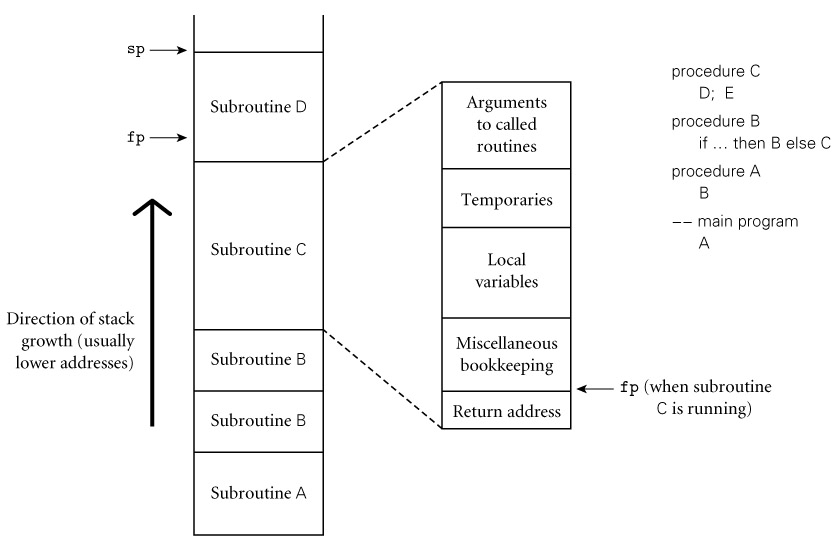 sp
Subroutine D
fp
Subroutine C
Direction of stack
growth (usually
lower addresses)
Subroutine B
Subroutine B
Subroutine A
Arguments
to called
routines
Temporaries
Local
variables
Miscellaneous
bookkeeping
Return address
fp (when subroutine
C is running)
procedure C
D; E
procedure B
if ... then B else C
procedure A
B
−− main program
A